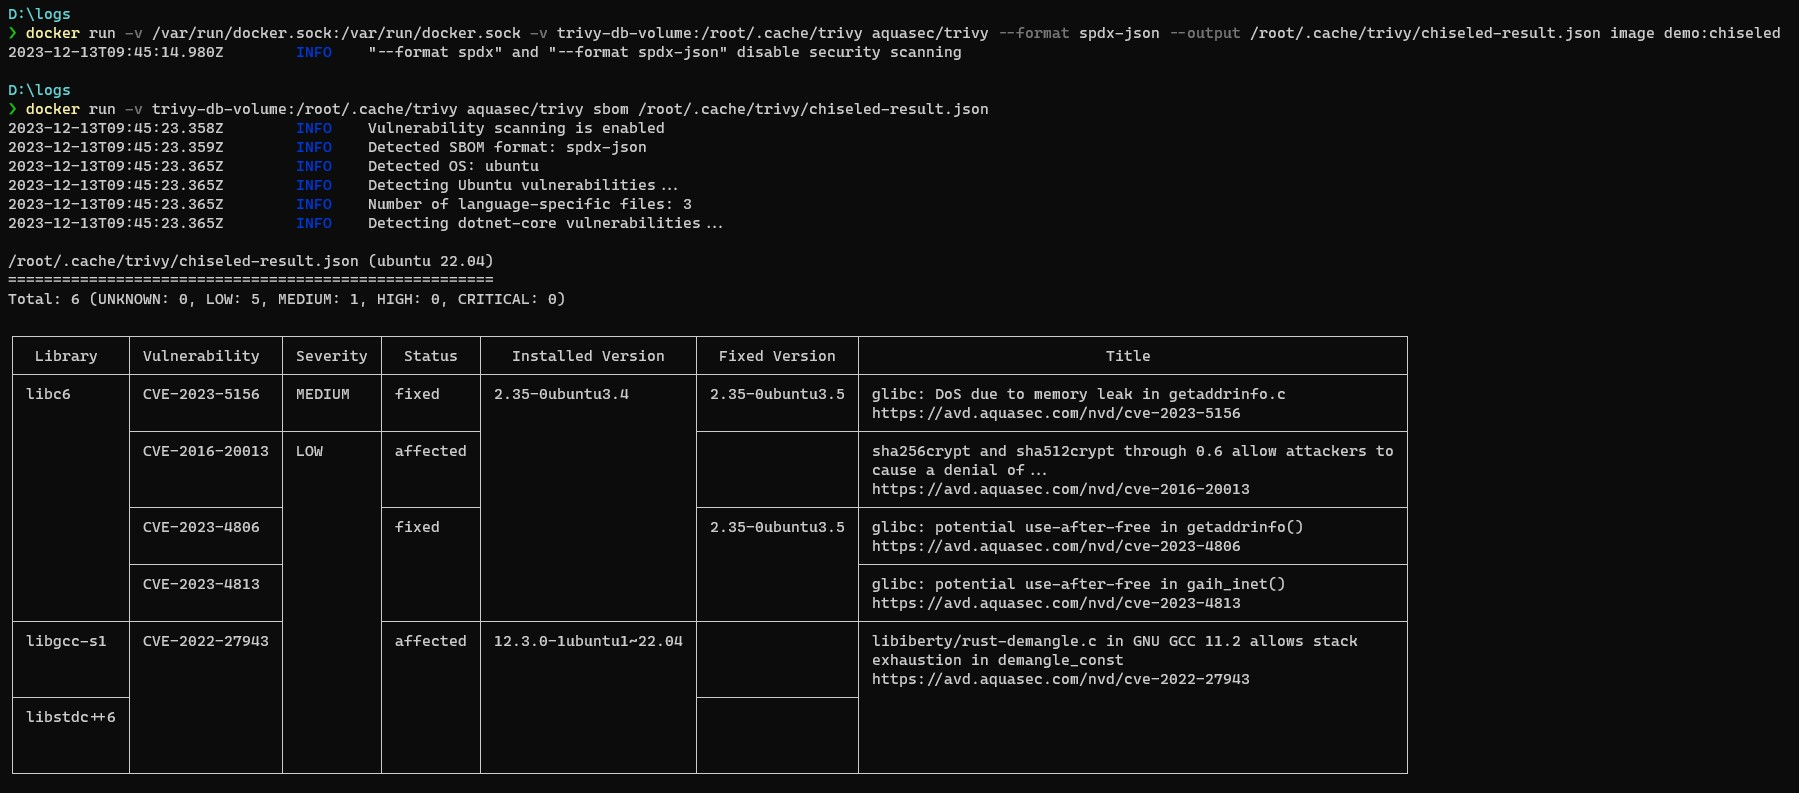 D:\logs
❯ docker run -v /var/run/docker.sock:/var/run/docker.sock -v trivy-db-volume:/root/.cache/trivy aquasec/trivy --format spdx-json --output /root/.cache/trivy/chiseled-result.json image demo:chiseled
2023-12-13T09:45:14.980Z INFO "--format spdx" and "--format spdx-json" disable security scanning
D:\logs
❯ docker run -v trivy-db-volume:/root/.cache/trivy aquasec/trivy sbom /root/.cache/trivy/chiseled-result.json
2023-12-13T09:45:23.358Z INFO Vulnerability scanning is enabled
2023-12-13T09:45:23.359Z INFO Detected SBOM format: spdx-json
2023-12-13T09:45:23.365Z INFO Detected OS: ubuntu
2023-12-13T09:45:23.365Z INFO Detecting Ubuntu vulnerabilities...
2023-12-13T09:45:23.365Z INFO Number of language-specific files: 3
2023-12-13T09:45:23.365Z INFO Detecting dotnet-core vulnerabilities...
/root/.cache/trivy/chiseled-result.json (ubuntu 22.04)
======================================================
Total: 6 (UNKNOWN: 0, LOW: 5, MEDIUM: 1, HIGH: 0, CRITICAL: 0)
Library Vulnerability Severity Status Installed Version Fixed Version Title
libc6 CVE-2023-5156 MEDIUM fixed 2.35-0ubuntu3.4 2.35-0ubuntu3.5 glibc: DoS due to memory leak in getaddrinfo.c
https://avd.aquasec.com/nvd/cve-2023-5156
CVE-2016-20013 LOW affected sha256crypt and sha512crypt through 0.6 allow attackers to
cause a denial of...
https://avd.aquasec.com/nvd/cve-2016-20013
CVE-2023-4806 fixed 2.35-0ubuntu3.5 glibc: potential use-after-free in getaddrinfo()
https://avd.aquasec.com/nvd/cve-2023-4806
CVE-2023-4813 glibc: potential use-after-free in gaih_inet()
https://avd.aquasec.com/nvd/cve-2023-4813
libgcc-s1 CVE-2022-27943 affected 12.3.0-1ubuntu1~22.04 libiberty/rust-demangle.c in GNU GCC 11.2 allows stack
exhaustion in demangle_const
https://avd.aquasec.com/nvd/cve-2022-27943
libstdc++6